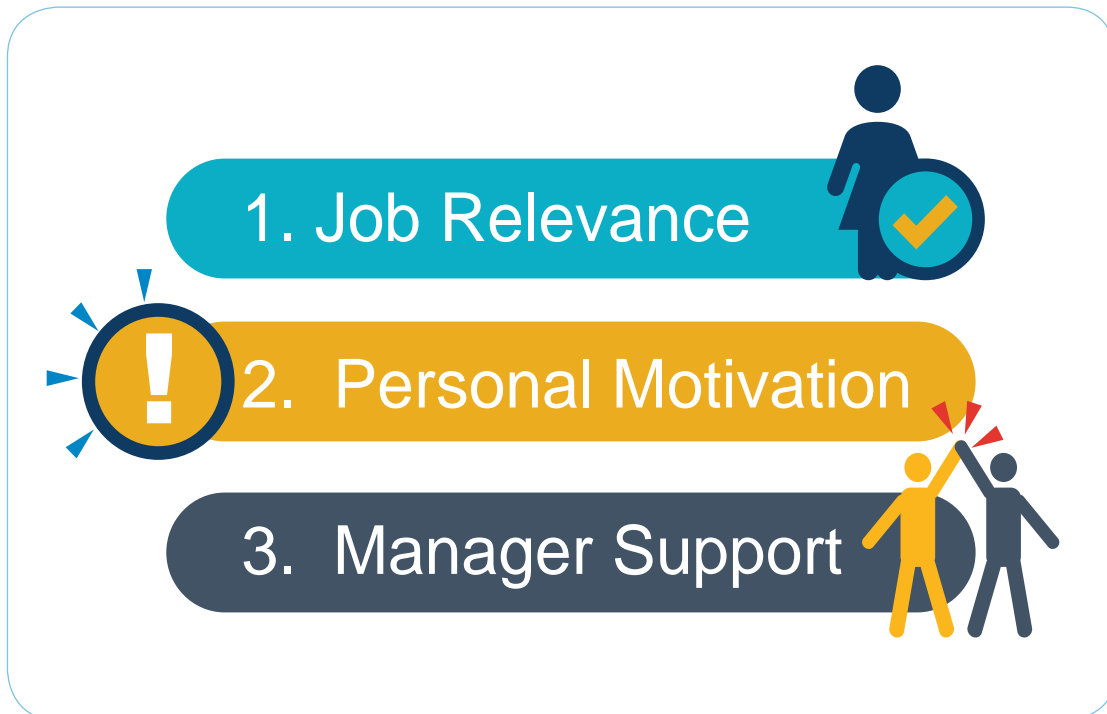 1. Job Relevance
!
2. Personal Motivation
3. Manager Support